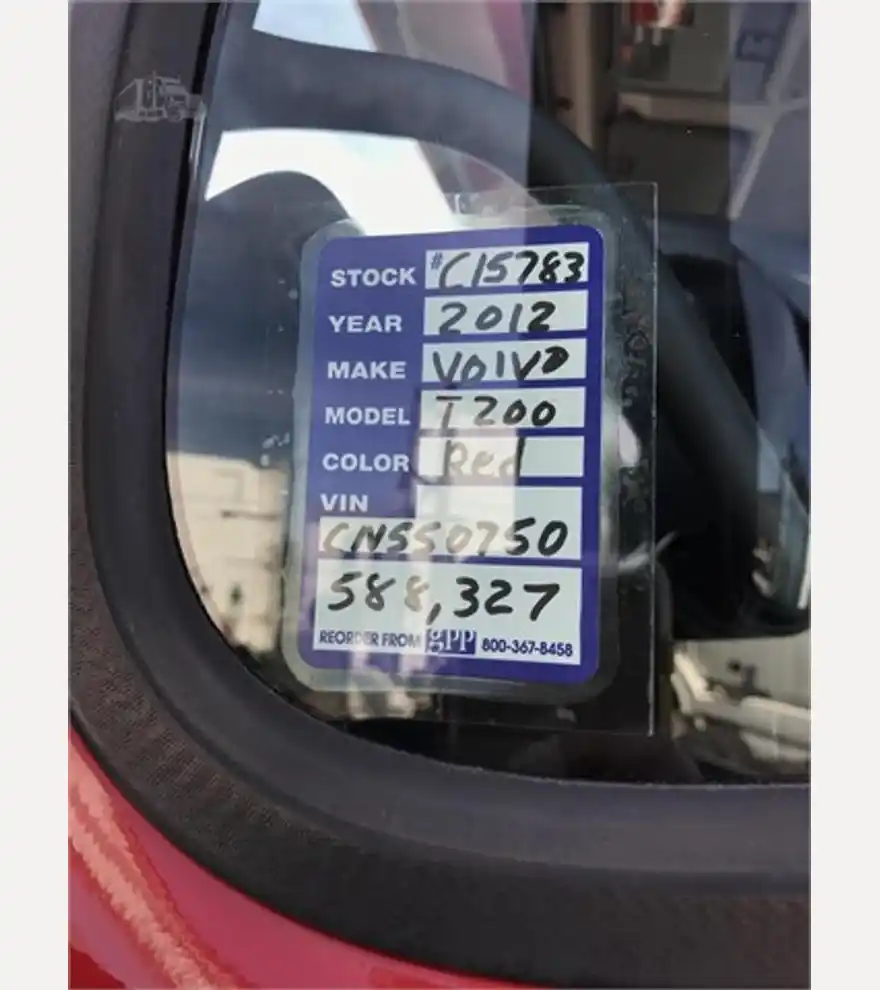 STOCK #C15783
YEAR 2012
MAKE VOLVO
MODEL T200
COLOR Red
VIN
CN550750
588,327
REORDER FROM gpp 800-367-8458